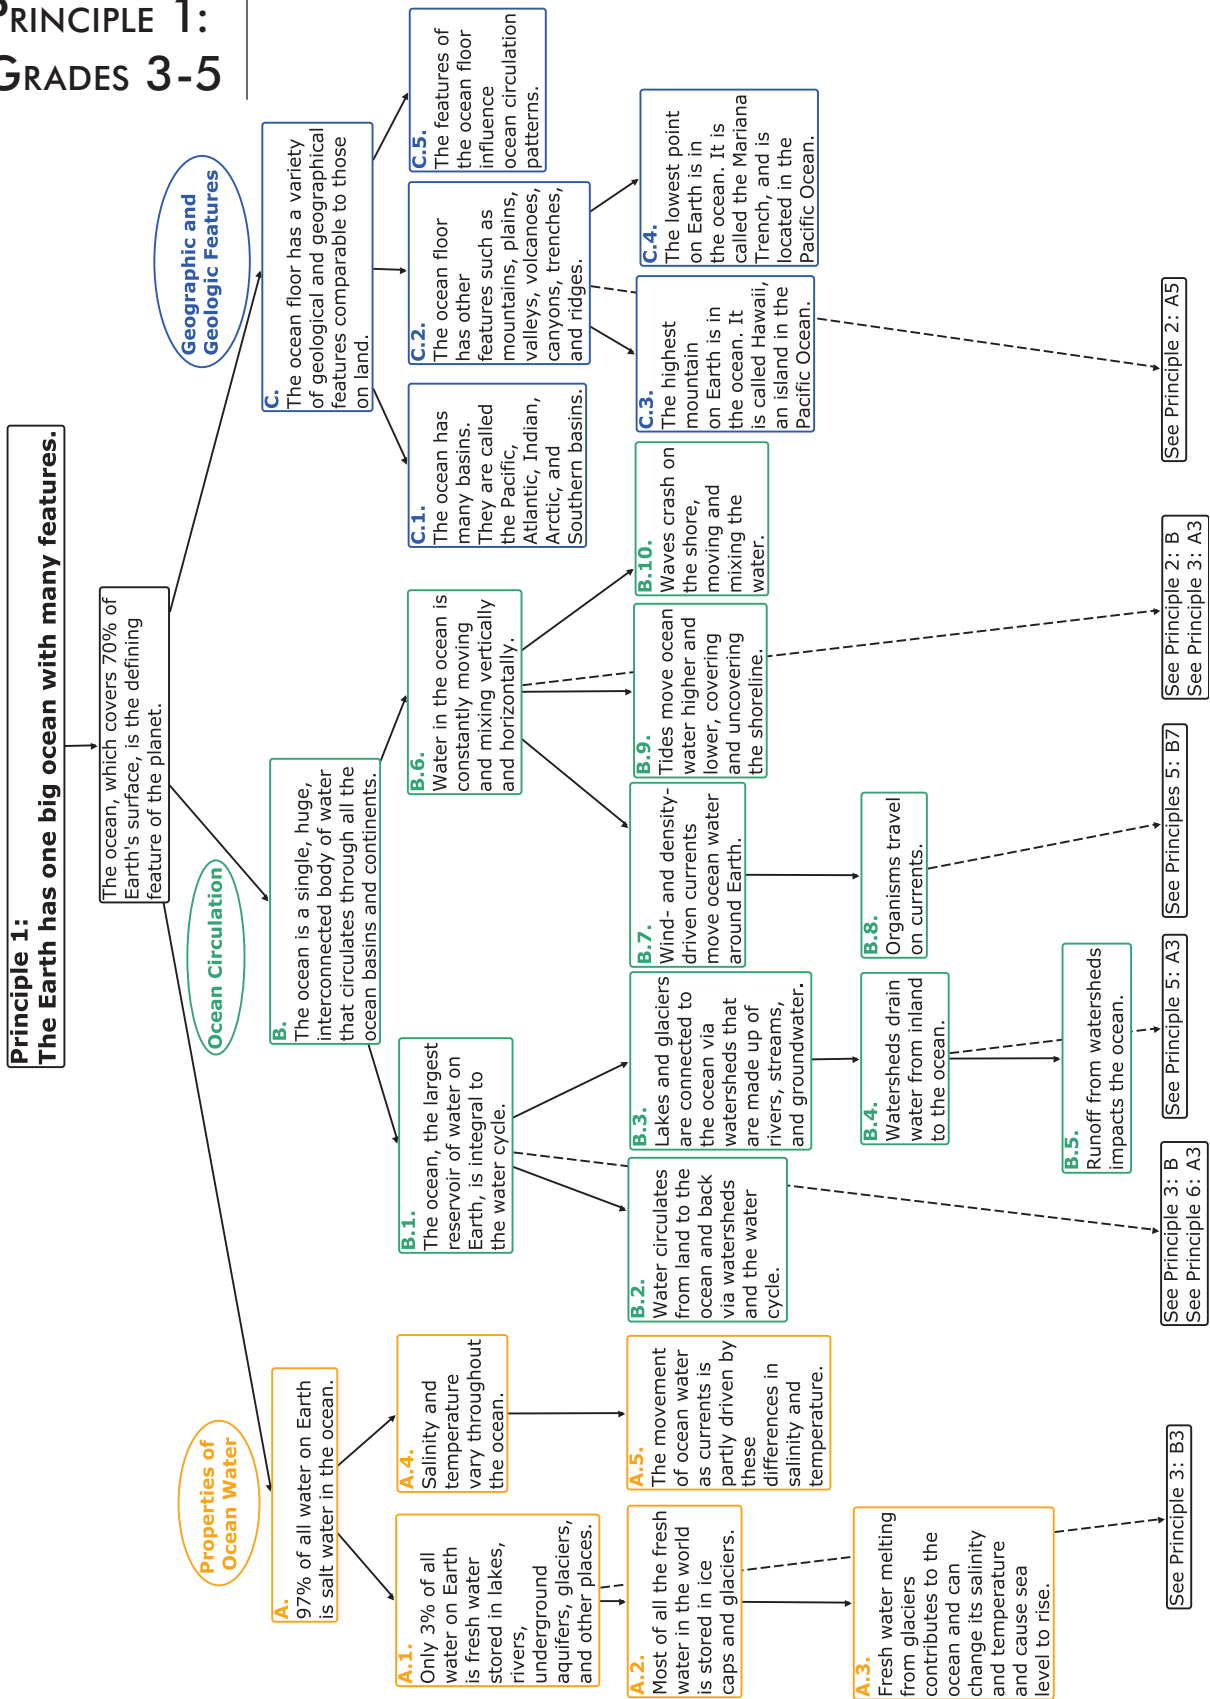 PRINCIPLE 1:
GRADES 3-5
Principle 1:
The Earth has one big ocean with many features.
The ocean, which covers 70% of
Earth's surface, is the defining
feature of the planet.
Properties of
Ocean Water
A.
97% of all water on Earth
is salt water in the ocean.
A.1.
Only 3% of all
water on Earth
is fresh water
stored in lakes,
rivers,
underground
aquifers, glaciers,
and other places.
A.2.
Most of all the fresh
water in the world
is stored in ice
caps and glaciers.
A.3.
Fresh water melting
from glaciers
contributes to the
ocean and can
change its salinity
and temperature
and cause sea
level to rise.
A.4.
Salinity and
temperature
vary throughout
the ocean.
A.5.
The movement
of ocean water
as currents is
partly driven by
these
differences in
salinity and
temperature.
See Principle 3: B3
Ocean Circulation
B.
The ocean is a single, huge,
interconnected body of water
that circulates through all the
ocean basins and continents.
B.1.
The ocean, the largest
reservoir of water on
Earth, is integral to
the water cycle.
B.2.
Water circulates
from land to the
ocean and back
via watersheds
and the water
cycle.
B.3.
Lakes and glaciers
are connected to
the ocean via
watersheds that
are made up of
rivers, streams,
and groundwater.
B.4.
Watersheds drain
water from inland
to the ocean.
B.5.
Runoff from watersheds
impacts the ocean.
See Principle 3: B
See Principle 6: A3
See Principle 5: A3
B.6.
Water in the ocean is
constantly moving
and mixing vertically
and horizontally.
B.7.
Wind- and density-
driven currents
move ocean water
around Earth.
B.8.
Organisms travel
on currents.
B.9.
Tides move ocean
water higher and
lower, covering
and uncovering
the shoreline.
B.10.
Waves crash on
the shore,
moving and
mixing the
water.
See Principles 5: B7
See Principle 2: B
See Principle 3: A3
Geographic and
Geologic Features
C.
The ocean floor has a variety
of geological and geographical
features comparable to those
on land.
C.1.
The ocean has
many basins.
They are called
the Pacific,
Atlantic, Indian,
Arctic, and
Southern basins.
C.2.
The ocean floor
has other
features such as
mountains, plains,
valleys, volcanoes,
canyons, trenches,
and ridges.
C.3.
The highest
mountain
on Earth is in
the ocean. It
is called Hawaii,
an island in the
Pacific Ocean.
C.4.
The lowest point
on Earth is in
the ocean. It is
called the Mariana
Trench, and is
located in the
Pacific Ocean.
C.5.
The features of
the ocean floor
influence
ocean circulation
patterns.
See Principle 2: A5